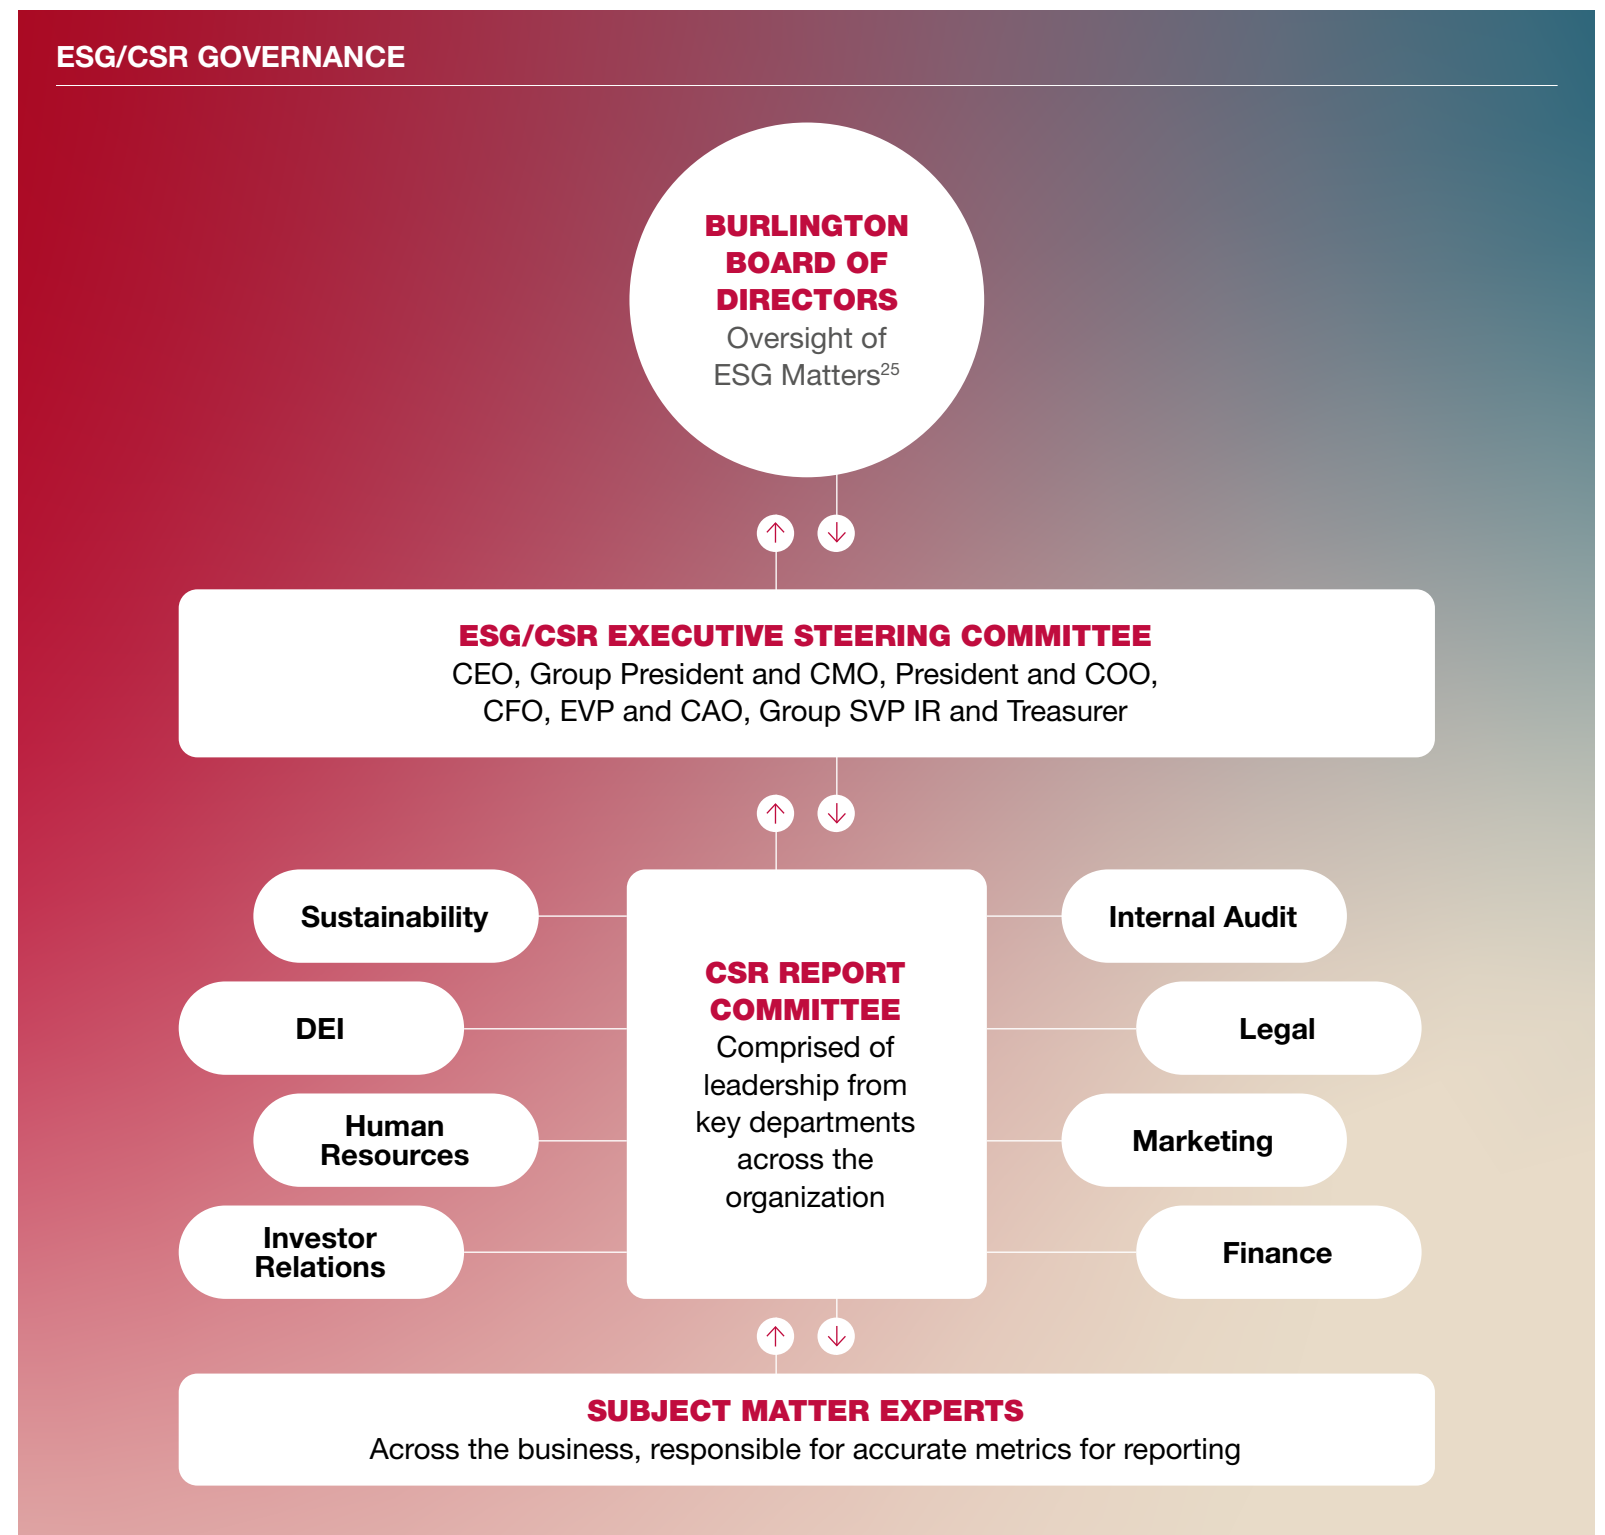 ESG/CSR GOVERNANCE
BURLINGTON
BOARD OF
DIRECTORS
Oversight of
ESG Matters²⁵
ESG/CSR EXECUTIVE STEERING COMMITTEE
CEO, Group President and CMO, President and COO,
CFO, EVP and CAO, Group SVP IR and Treasurer
Sustainability
DEI
Human
Resources
Investor
Relations
CSR REPORT
COMMITTEE
Comprised of
leadership from
key departments
across the
organization
Internal Audit
Legal
Marketing
Finance
SUBJECT MATTER EXPERTS
Across the business, responsible for accurate metrics for reporting